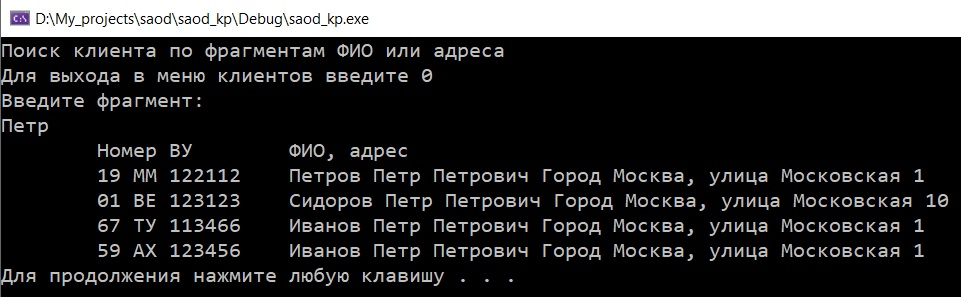 D:\My_projects\saod\saod_kp\Debug\saod_kp.exe
Поиск клиента по фрагментам ФИО или адреса
Для выхода в меню клиентов введите 0
Введите фрагмент:
Петр
Номер ВУ ФИО, адрес
19 ММ 122112 Петров Петр Петрович Город Москва, улица Московская 1
01 ВЕ 123123 Сидоров Петр Петрович Город Москва, улица Московская 10
67 ТУ 113466 Иванов Петр Петрович Город Москва, улица Московская 1
59 АХ 123456 Иванов Петр Петрович Город Москва, улица Московская 1
Для продолжения нажмите любую клавишу . . .